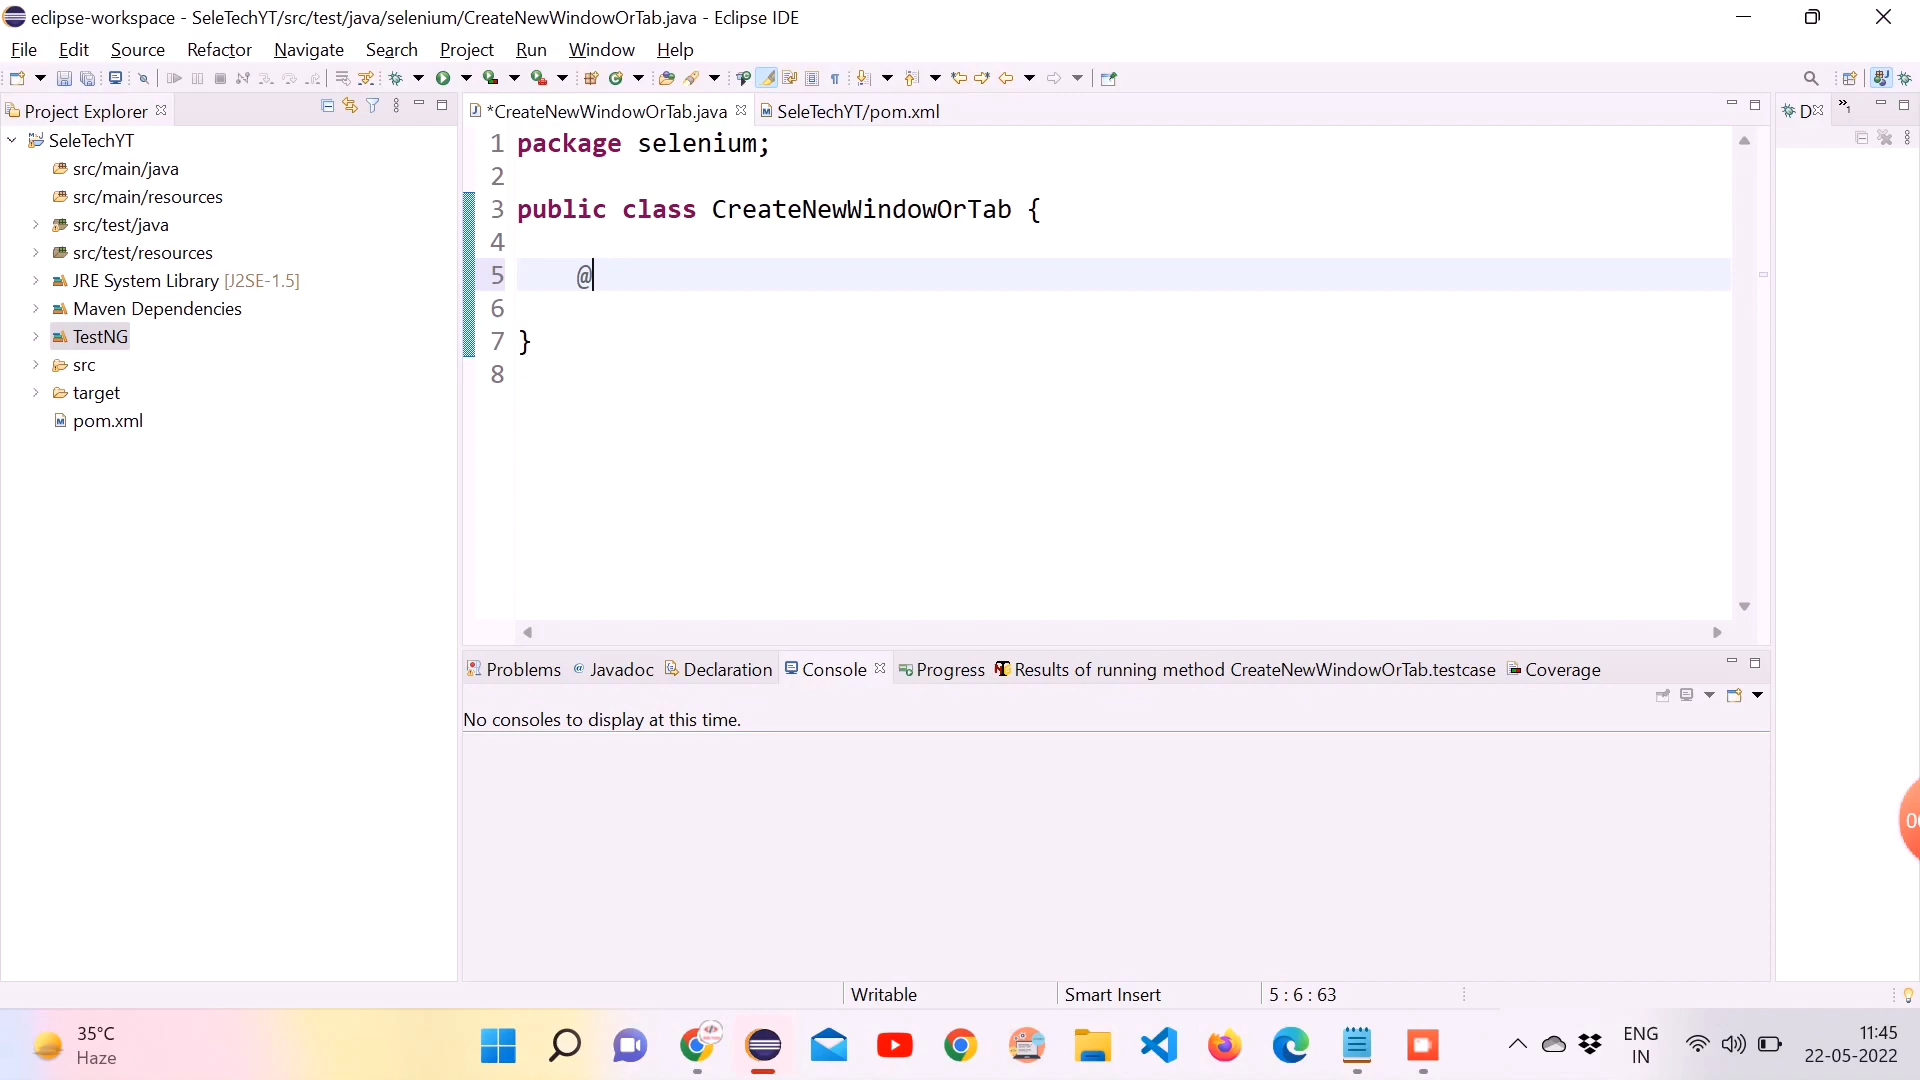 eclipse-workspace - SeleTechYT/src/test/java/selenium/CreateNewWindowOrTab.java - Eclipse IDE
File Edit Source Refactor Navigate Search Project Run Window Help
Project Explorer
SeleTechYT
src/main/java
src/main/resources
src/test/java
src/test/resources
JRE System Library [J2SE-1.5]
Maven Dependencies
TestNG
src
target
pom.xml
*CreateNewWindowOrTab.java SeleTechYT/pom.xml
1 package selenium;
2
3 public class CreateNewWindowOrTab {
4
5 @
6
7 }
8
D »1
Problems @ Javadoc Declaration Console Progress Results of running method CreateNewWindowOrTab.testcase Coverage
No consoles to display at this time.
Writable Smart Insert 5 : 6 : 63
35°C
Haze
ENG
IN
11:45
22-05-2022